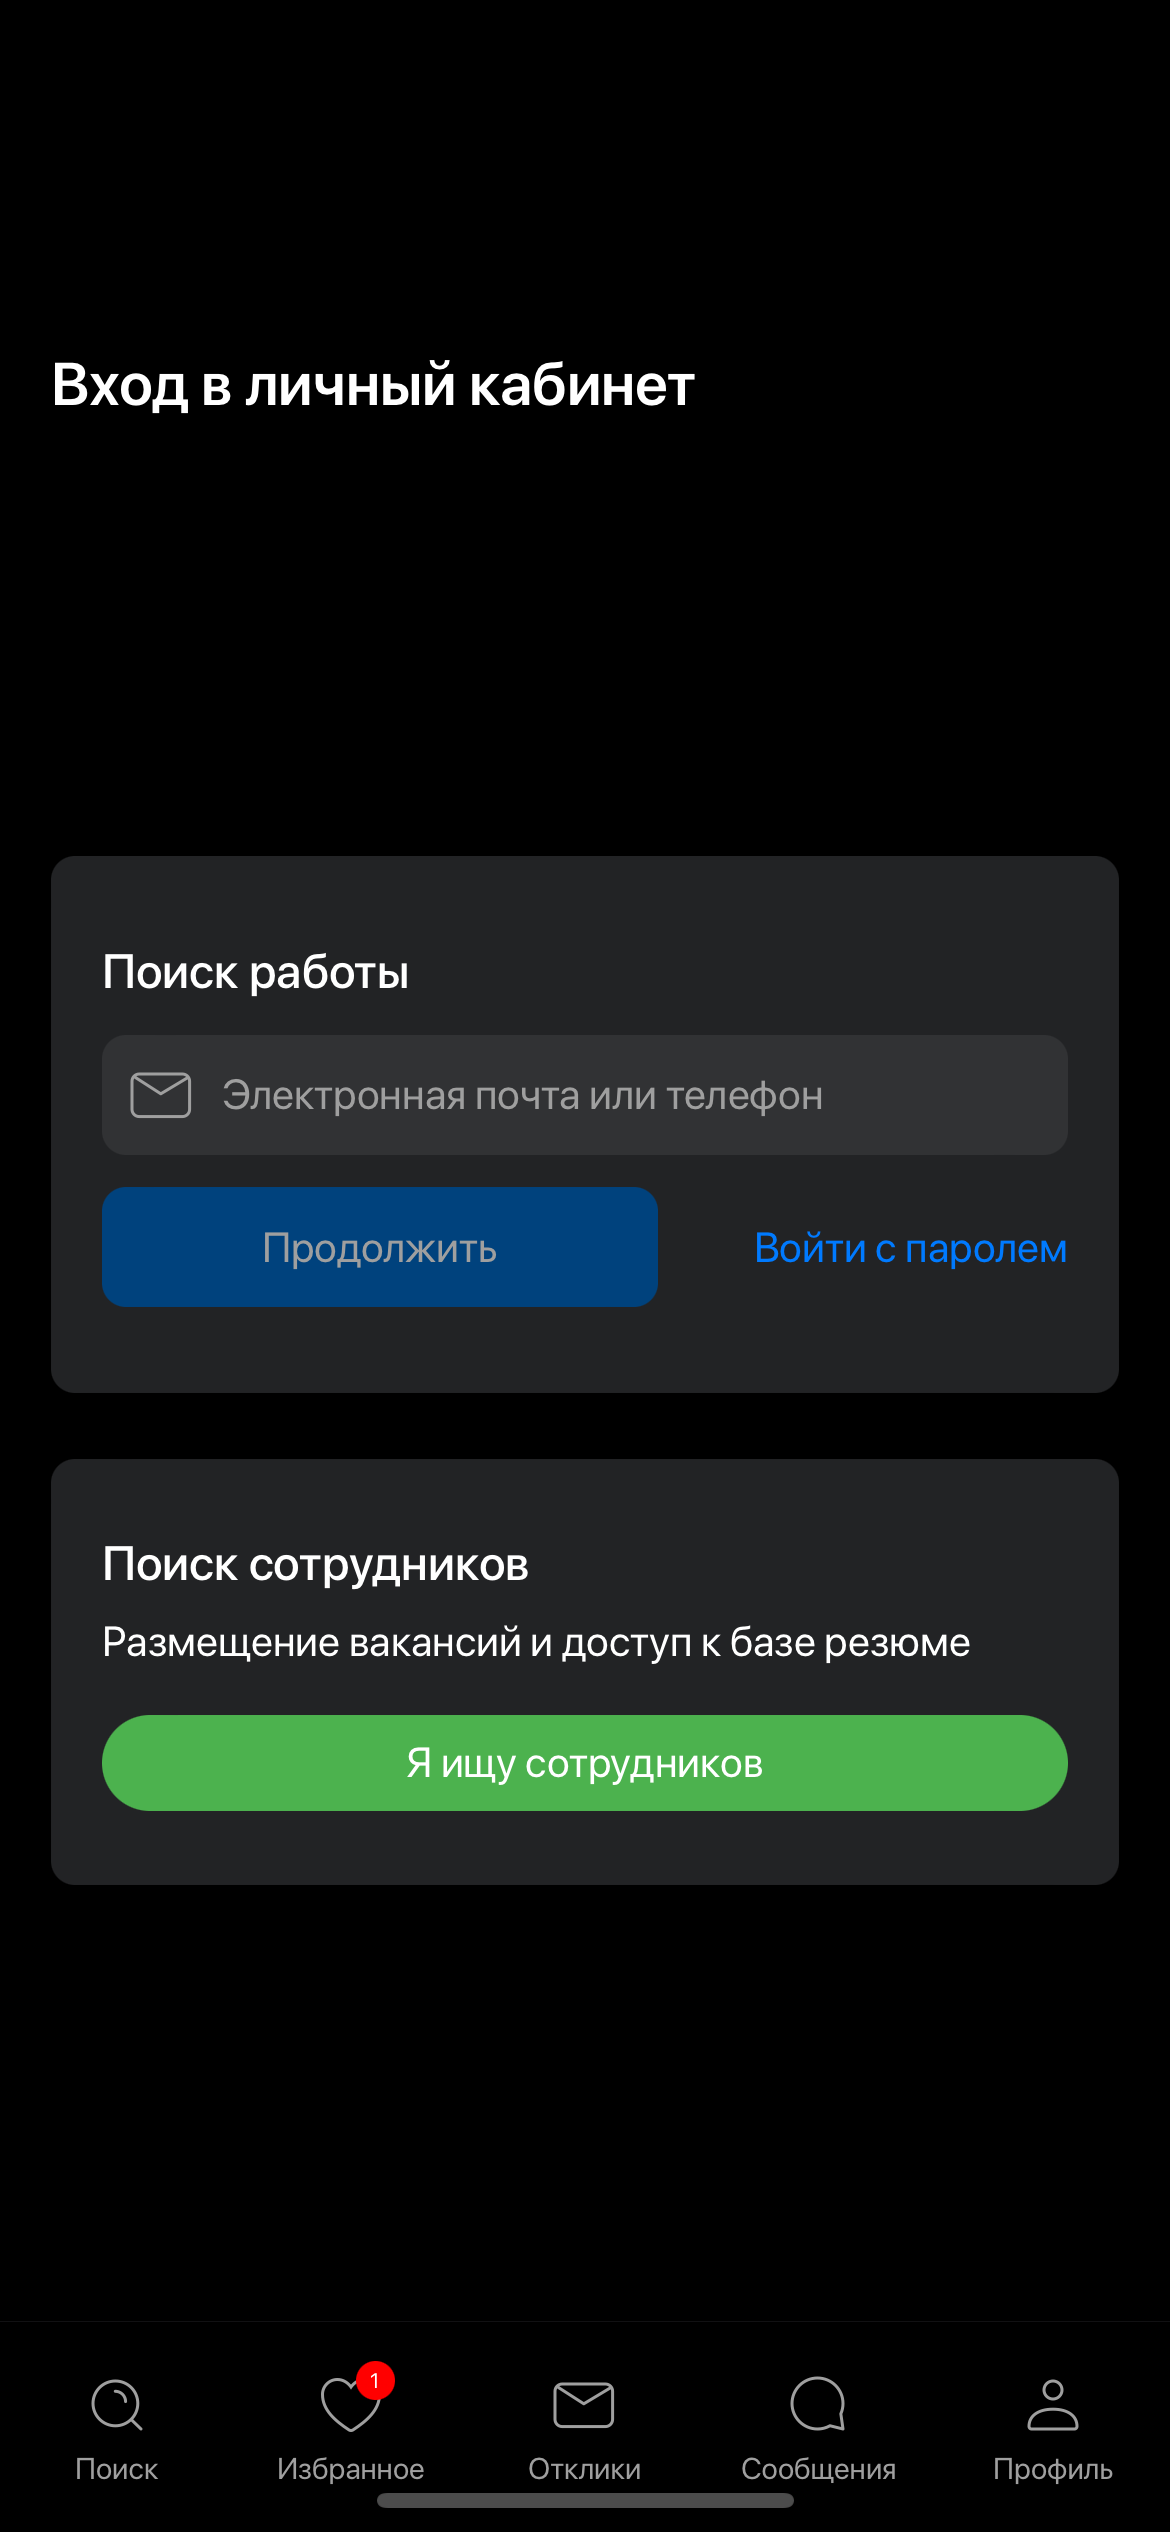 Вход в личный кабинет
Поиск работы
Электронная почта или телефон
Продолжить
Войти с паролем
Поиск сотрудников
Размещение вакансий и доступ к базе резюме
Я ищу сотрудников
1
Поиск
Избранное
Отклики
Сообщения
Профиль